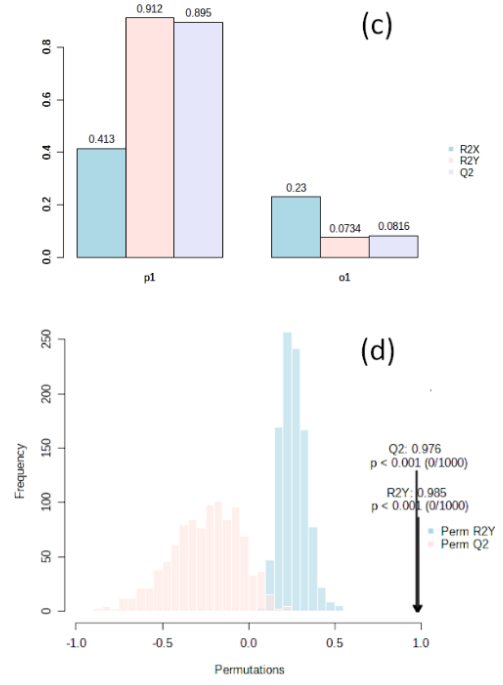 (c)
0.912
0.895
0.8
0.6
0.413
0.4
0.23
0.2
0.0734
0.0816
0.0
R2X
R2Y
Q2
p1
o1
(d)
250
200
150
100
50
0
Frequency
Q2: 0.976
p < 0.001 (0/1000)
R2Y: 0.985
p < 0.001 (0/1000)
Perm R2Y
Perm Q2
-1.0 -0.5 0.0 0.5 1.0
Permutations